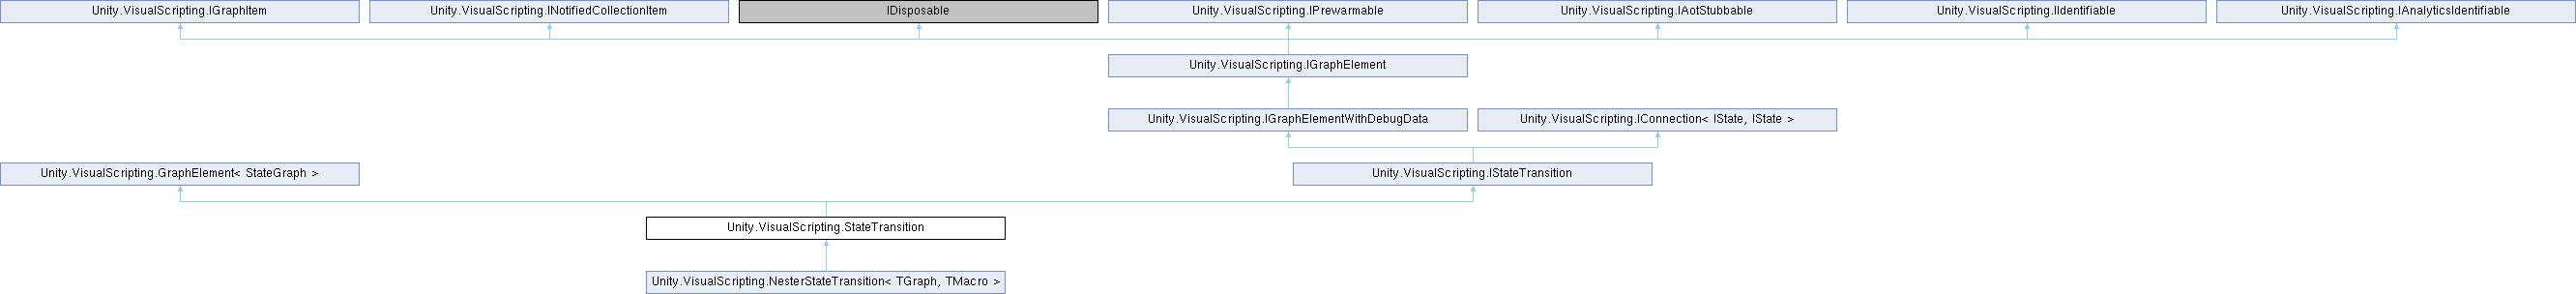 Unity.VisualScripting.IGraphItem
Unity.VisualScripting.INotifiedCollectionItem
IDisposable
Unity.VisualScripting.IPrewarmable
Unity.VisualScripting.IAotStubbable
Unity.VisualScripting.IIdentifiable
Unity.VisualScripting.IAnalyticsIdentifiable
Unity.VisualScripting.IGraphElement
Unity.VisualScripting.IGraphElementWithDebugData
Unity.VisualScripting.IConnection< IState, IState >
Unity.VisualScripting.GraphElement< StateGraph >
Unity.VisualScripting.IStateTransition
Unity.VisualScripting.StateTransition
Unity.VisualScripting.NesterStateTransition< TGraph, TMacro >